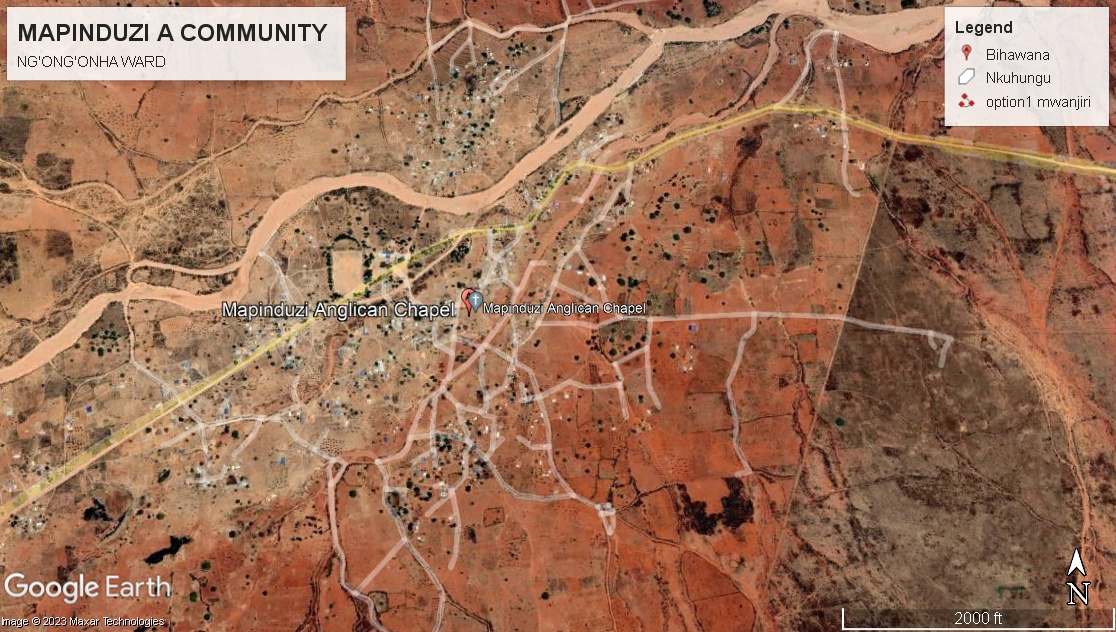 MAPINDUZI A COMMUNITY
NG'ONG'ONHA WARD
Legend
Bihawana
Nkuhungu
option1 mwanjiri
Mapinduzi Anglican Chapel
Mapinduzi Anglican Chapel
Google Earth
Image © 2023 Maxar Technologies
N
2000 ft